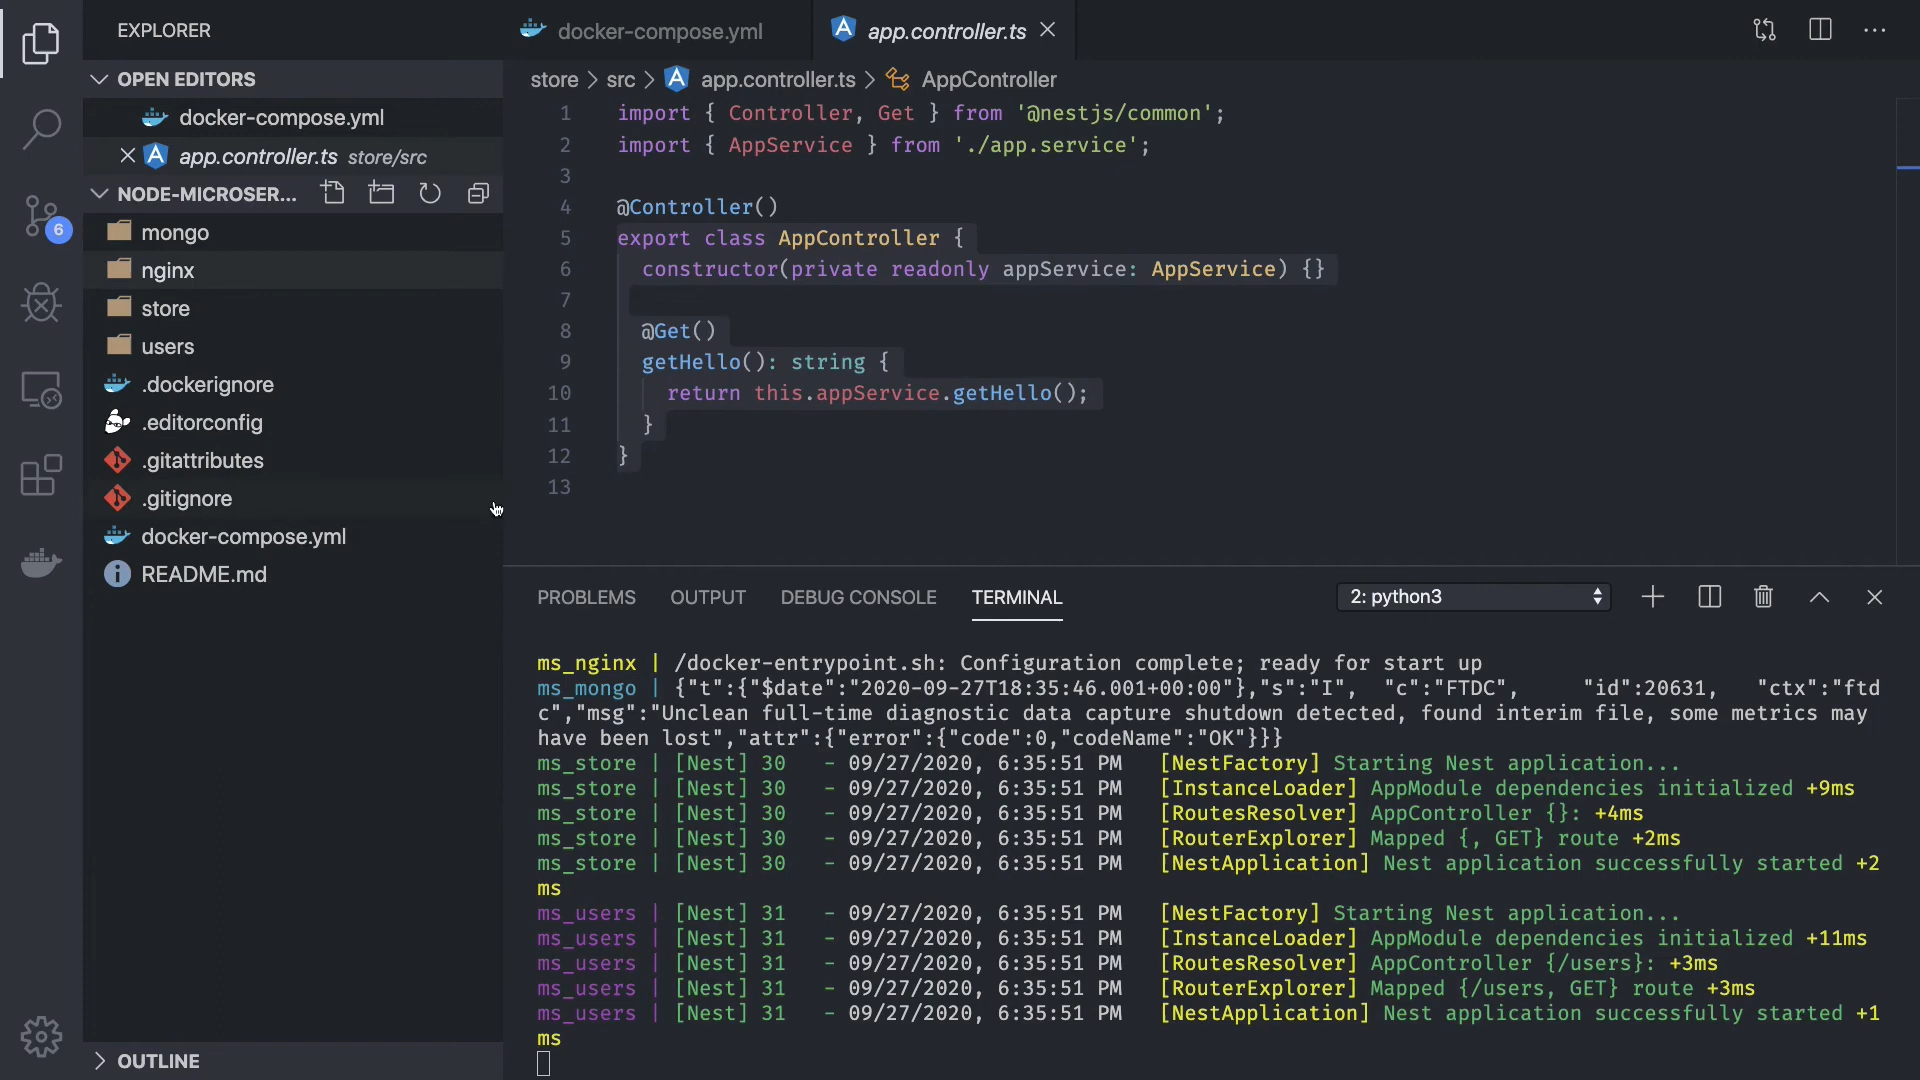 EXPLORER
OPEN EDITORS
docker-compose.yml
app.controller.ts store/src
NODE-MICROSER...
6
mongo
nginx
store
users
.dockerignore
.editorconfig
.gitattributes
.gitignore
docker-compose.yml
README.md
OUTLINE
docker-compose.yml
app.controller.ts
store > src > app.controller.ts > AppController
1 import { Controller, Get } from '@nestjs/common';
2 import { AppService } from './app.service';
3
4 @Controller()
5 export class AppController {
6 constructor(private readonly appService: AppService) {}
7
8 @Get()
9 getHello(): string {
10 return this.appService.getHello();
11 }
12 }
13
PROBLEMS OUTPUT DEBUG CONSOLE TERMINAL 2: python3
ms_nginx | /docker-entrypoint.sh: Configuration complete; ready for start up
ms_mongo | {"t":{"$date":"2020-09-27T18:35:46.001+00:00"},"s":"I", "c":"FTDC", "id":20631, "ctx":"ftd
c","msg":"Unclean full-time diagnostic data capture shutdown detected, found interim file, some metrics may
have been lost","attr":{"error":{"code":0,"codeName":"OK"}}}
ms_store | [Nest] 30 - 09/27/2020, 6:35:51 PM [NestFactory] Starting Nest application...
ms_store | [Nest] 30 - 09/27/2020, 6:35:51 PM [InstanceLoader] AppModule dependencies initialized +9ms
ms_store | [Nest] 30 - 09/27/2020, 6:35:51 PM [RoutesResolver] AppController {}: +4ms
ms_store | [Nest] 30 - 09/27/2020, 6:35:51 PM [RouterExplorer] Mapped {, GET} route +2ms
ms_store | [Nest] 30 - 09/27/2020, 6:35:51 PM [NestApplication] Nest application successfully started +2
ms
ms_users | [Nest] 31 - 09/27/2020, 6:35:51 PM [NestFactory] Starting Nest application...
ms_users | [Nest] 31 - 09/27/2020, 6:35:51 PM [InstanceLoader] AppModule dependencies initialized +11ms
ms_users | [Nest] 31 - 09/27/2020, 6:35:51 PM [RoutesResolver] AppController {/users}: +3ms
ms_users | [Nest] 31 - 09/27/2020, 6:35:51 PM [RouterExplorer] Mapped {/users, GET} route +3ms
ms_users | [Nest] 31 - 09/27/2020, 6:35:51 PM [NestApplication] Nest application successfully started +1
ms